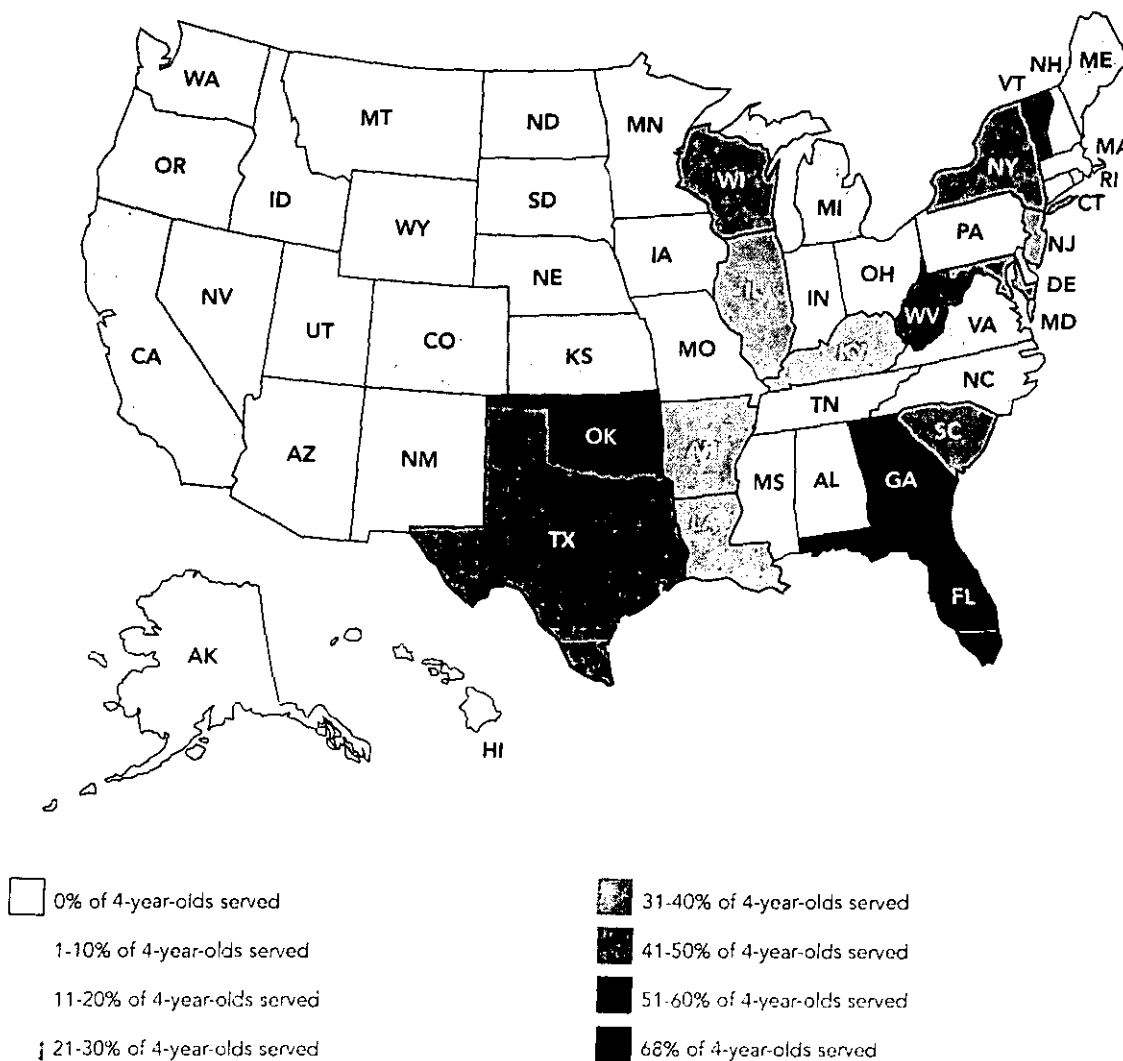 WA
MT
ND
MN
VT
NH
ME
OR
ID
SD
WI
MI
NY
MA
RI
CT
WY
IA
PA
NJ
NE
IL
IN
OH
DE
NV
UT
CO
KS
MO
WV
VA
MD
CA
KY
NC
AZ
NM
OK
TN
SC
TX
MS
AL
GA
FL
AK
HI
0% of 4-year-olds served
1-10% of 4-year-olds served
11-20% of 4-year-olds served
21-30% of 4-year-olds served
31-40% of 4-year-olds served
41-50% of 4-year-olds served
51-60% of 4-year-olds served
68% of 4-year-olds served